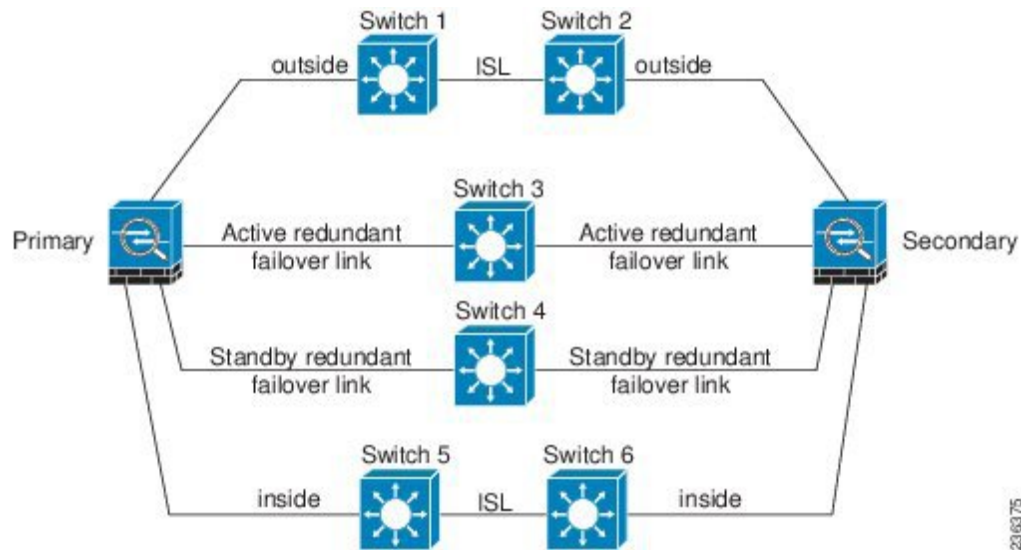 Switch 1
Switch 2
outside
ISL
outside
Switch 3
Primary
Active redundant
failover link
Active redundant
failover link
Secondary
Switch 4
Standby redundant
failover link
Standby redundant
failover link
Switch 5
Switch 6
inside
ISL
inside
236375